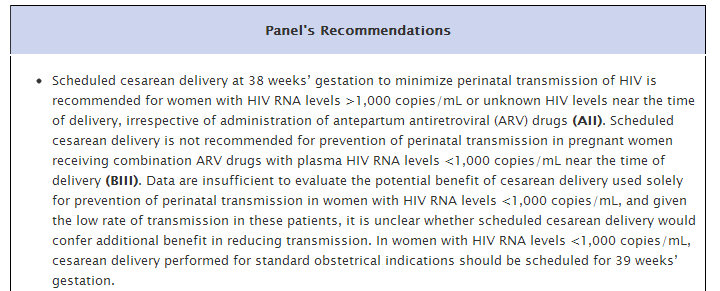 Panel's Recommendations
• Scheduled cesarean delivery at 38 weeks’ gestation to minimize perinatal transmission of HIV is
recommended for women with HIV RNA levels >1,000 copies/mL or unknown HIV levels near the time
of delivery, irrespective of administration of antepartum antiretroviral (ARV) drugs (AII). Scheduled
cesarean delivery is not recommended for prevention of perinatal transmission in pregnant women
receiving combination ARV drugs with plasma HIV RNA levels <1,000 copies/mL near the time of
delivery (BIII). Data are insufficient to evaluate the potential benefit of cesarean delivery used solely
for prevention of perinatal transmission in women with HIV RNA levels <1,000 copies/mL, and given
the low rate of transmission in these patients, it is unclear whether scheduled cesarean delivery would
confer additional benefit in reducing transmission. In women with HIV RNA levels <1,000 copies/mL,
cesarean delivery performed for standard obstetrical indications should be scheduled for 39 weeks’
gestation.